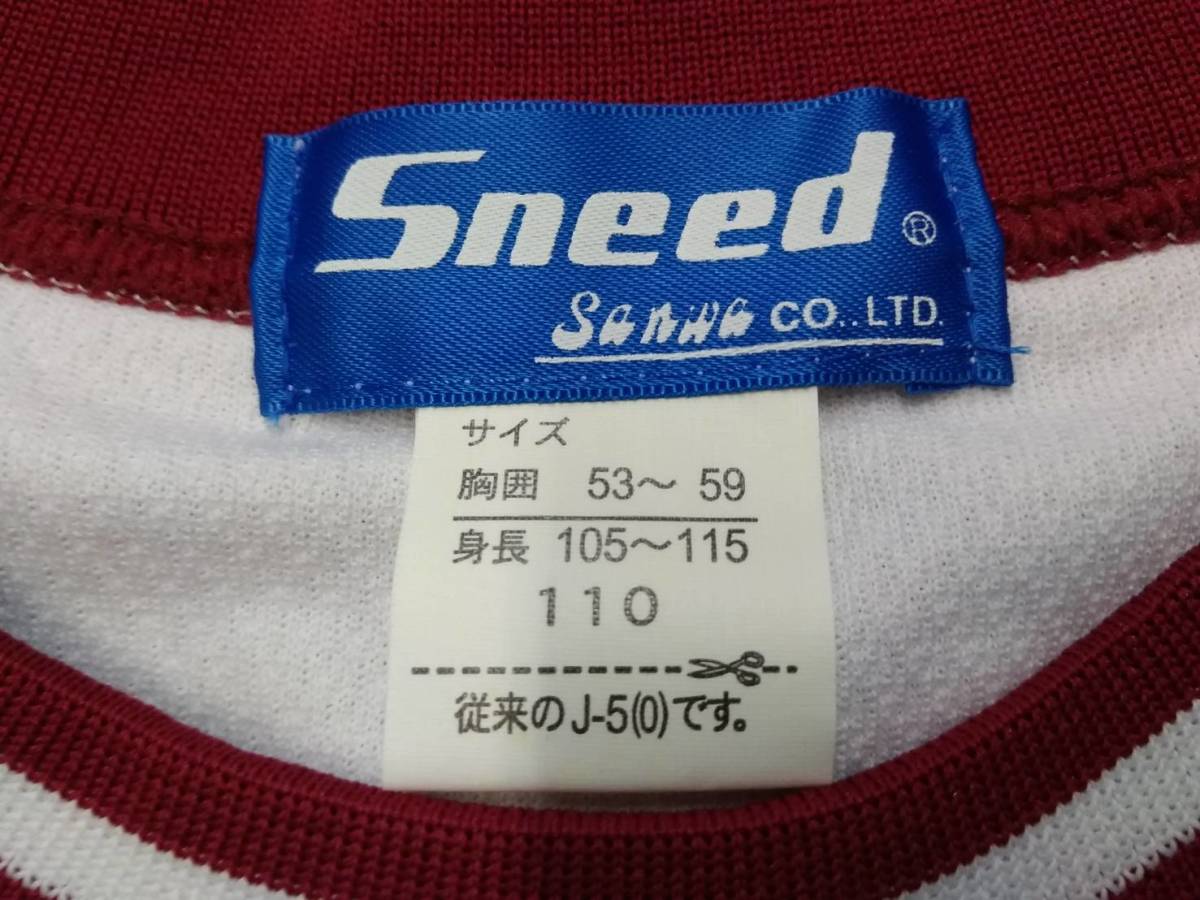 Sneed ®
Sanwa CO..LTD.
サイズ
胸囲 53〜 59
身長 105〜115
110
従来のJ-5(0)です。